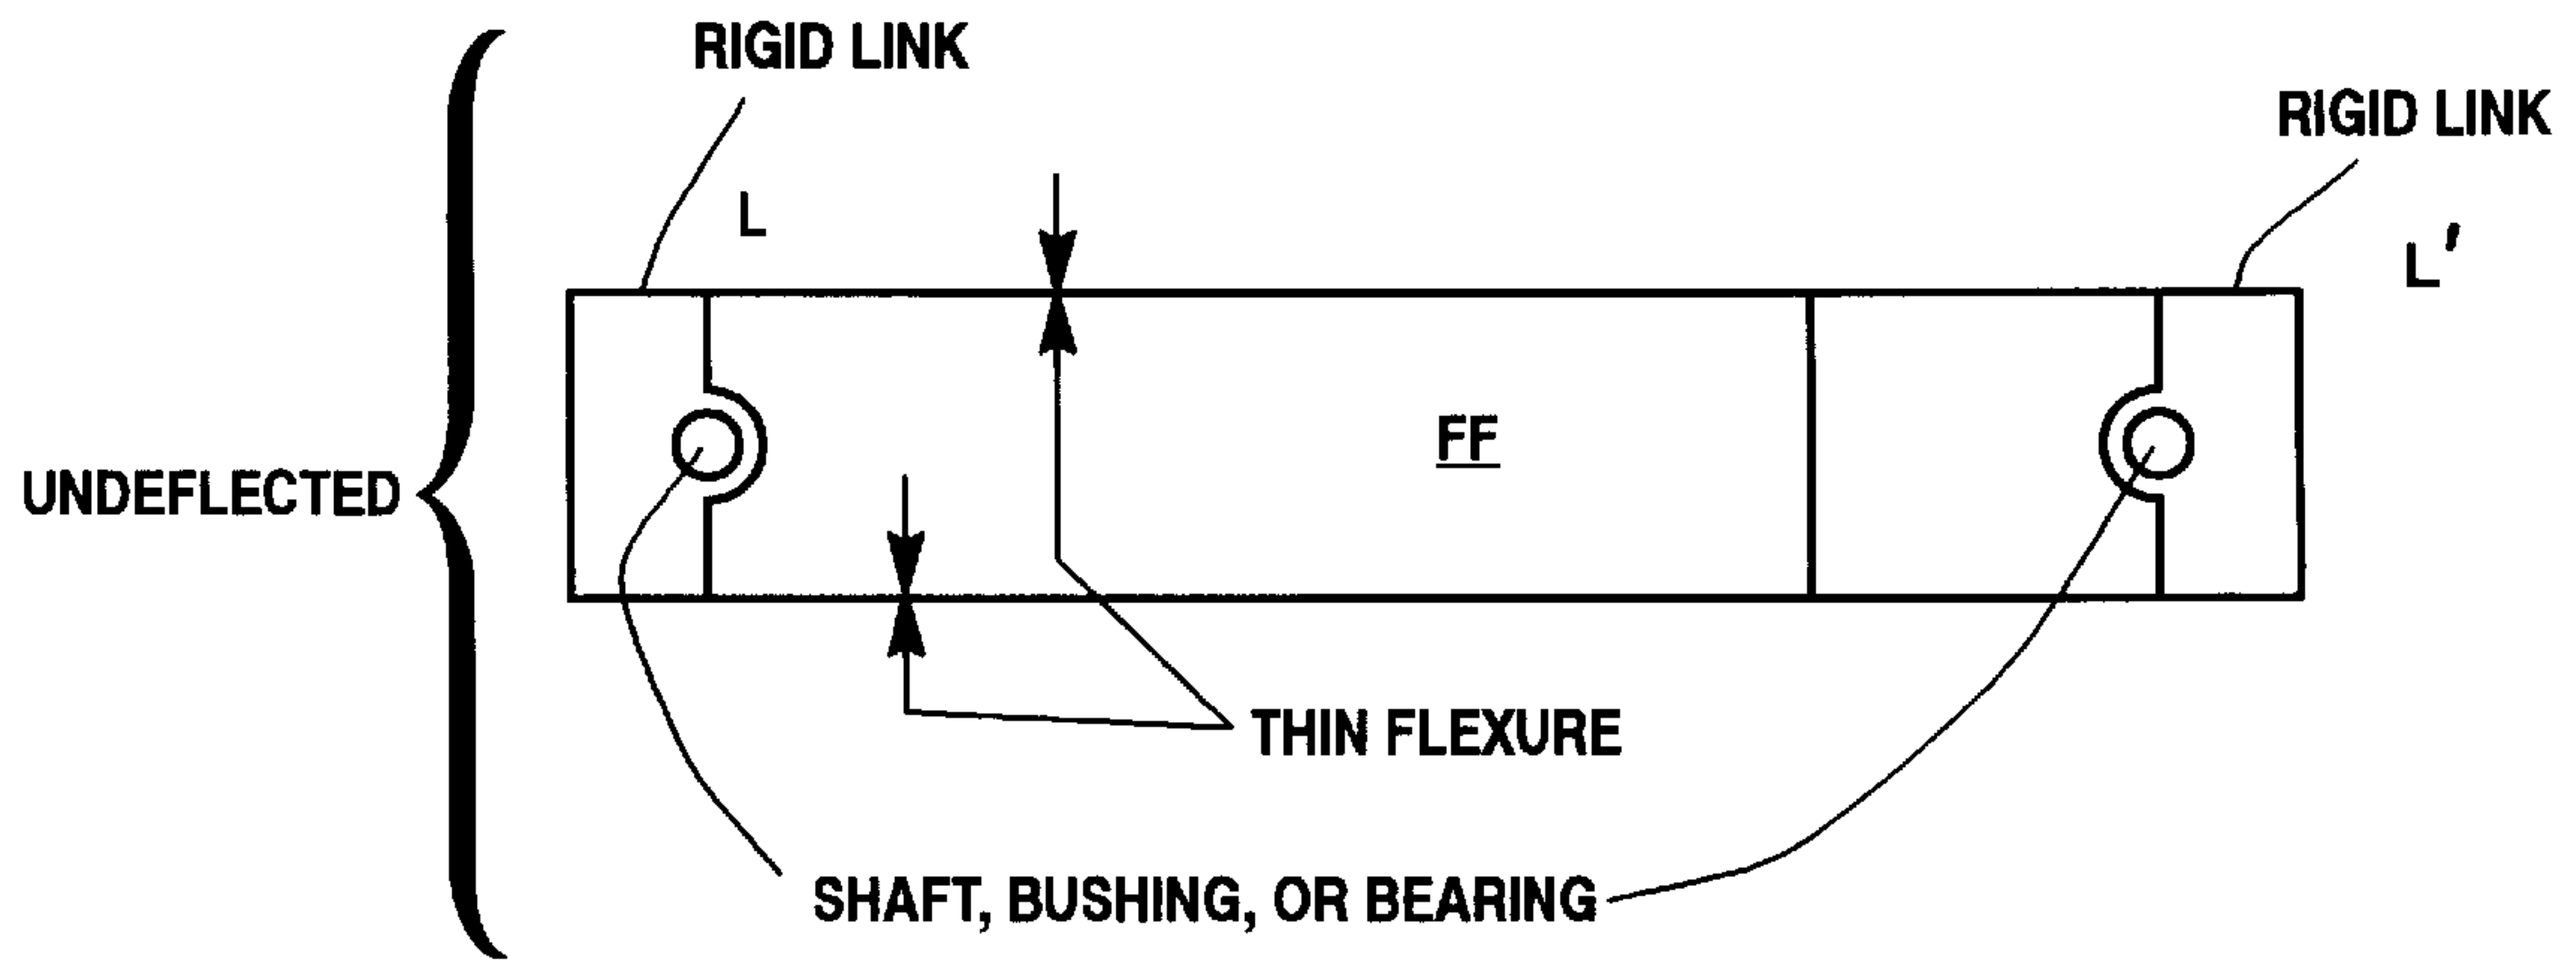 RIGID LINK
RIGID LINK
L
L'
FF
UNDEFLECTED
THIN FLEXURE
SHAFT, BUSHING, OR BEARING